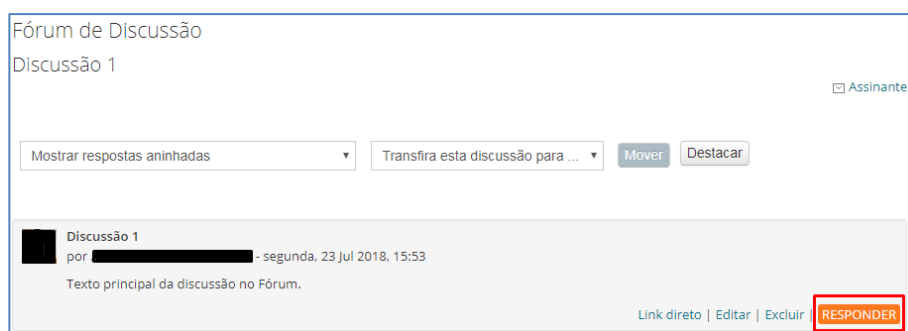 Fórum de Discussão
Discussão 1
Assinante
Mostrar respostas aninhadas Transfira esta discussão para ... Mover Destacar
Discussão 1
por - segunda, 23 Jul 2018, 15:53
Texto principal da discussão no Fórum.
Link direto | Editar | Excluir | RESPONDER